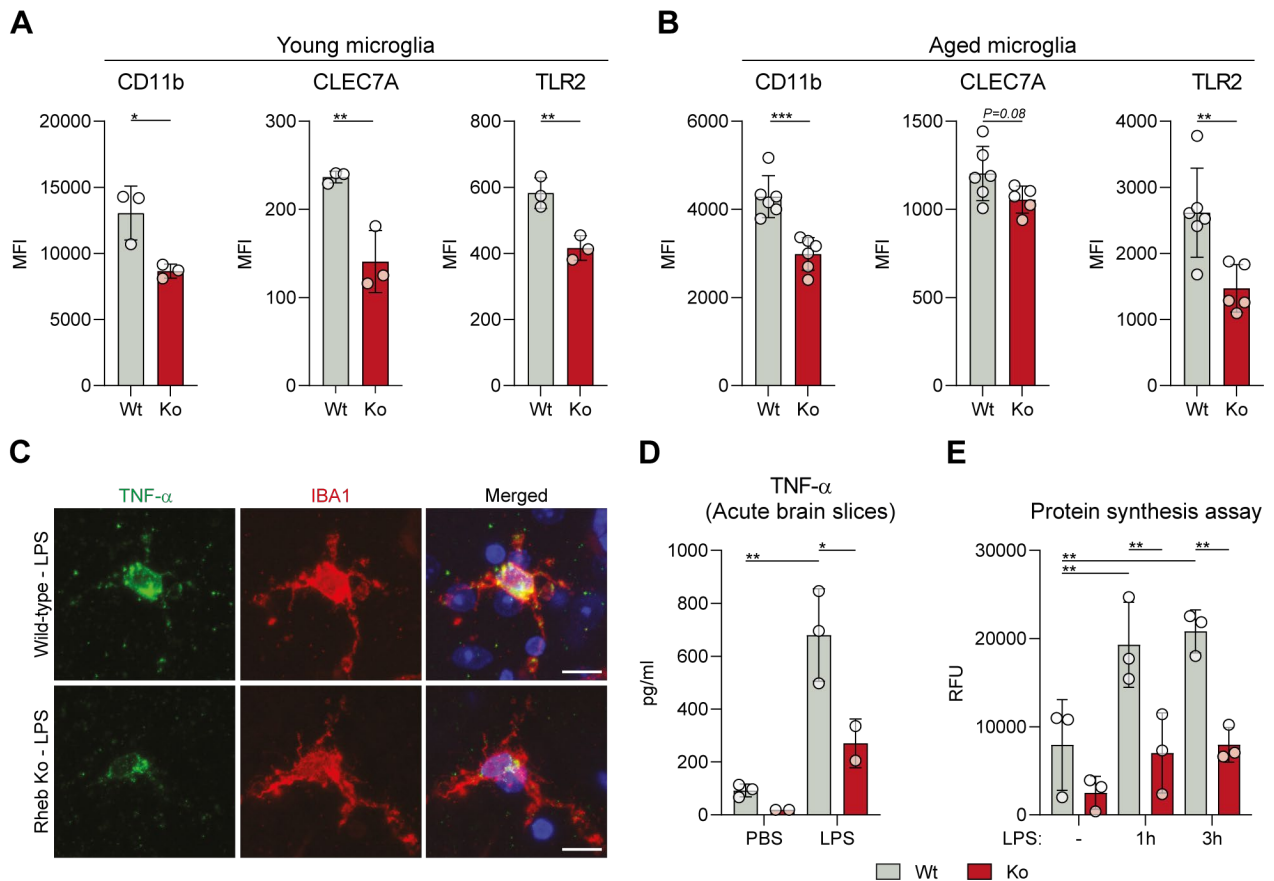 A
Young microglia
CD11b
CLEC7A
TLR2
20000
15000
10000
5000
0
MFI
*
Wt
Ko
300
200
100
0
MFI
**
Wt
Ko
800
600
400
200
0
MFI
**
Wt
Ko
B
Aged microglia
CD11b
CLEC7A
TLR2
6000
4000
2000
0
MFI
***
Wt
Ko
1500
1000
500
0
MFI
P=0.08
Wt
Ko
4000
3000
2000
1000
0
MFI
**
Wt
Ko
C
TNF-α
IBA1
Merged
Wild-type - LPS
Rheb Ko - LPS
D
TNF-α
(Acute brain slices)
1000
800
600
400
200
0
pg/ml
**
*
PBS
LPS
E
Protein synthesis assay
30000
20000
10000
0
RFU
**
**
**
**
LPS:
-
1h
3h
Wt
Ko